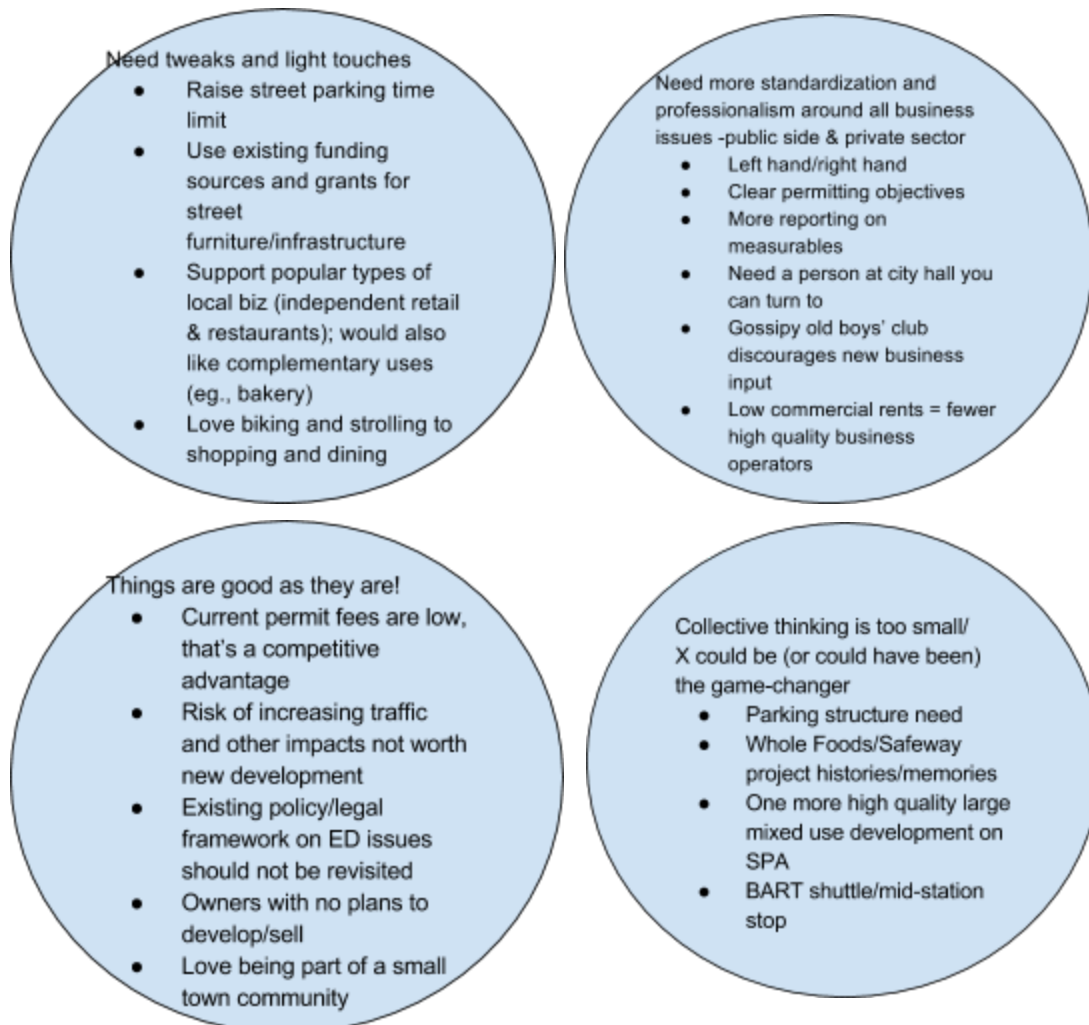 Need tweaks and light touches
● Raise street parking time
limit
● Use existing funding
sources and grants for
street
furniture/infrastructure
● Support popular types of
local biz (independent retail
& restaurants); would also
like complementary uses
(eg., bakery)
● Love biking and strolling to
shopping and dining
Need more standardization and
professionalism around all business
issues -public side & private sector
● Left hand/right hand
● Clear permitting objectives
● More reporting on
measurables
● Need a person at city hall you
can turn to
● Gossipy old boys’ club
discourages new business
input
● Low commercial rents = fewer
high quality business
operators
Things are good as they are!
● Current permit fees are low,
that’s a competitive
advantage
● Risk of increasing traffic
and other impacts not worth
new development
● Existing policy/legal
framework on ED issues
should not be revisited
● Owners with no plans to
develop/sell
● Love being part of a small
town community
Collective thinking is too small/
X could be (or could have been)
the game-changer
● Parking structure need
● Whole Foods/Safeway
project histories/memories
● One more high quality large
mixed use development on
SPA
● BART shuttle/mid-station
stop